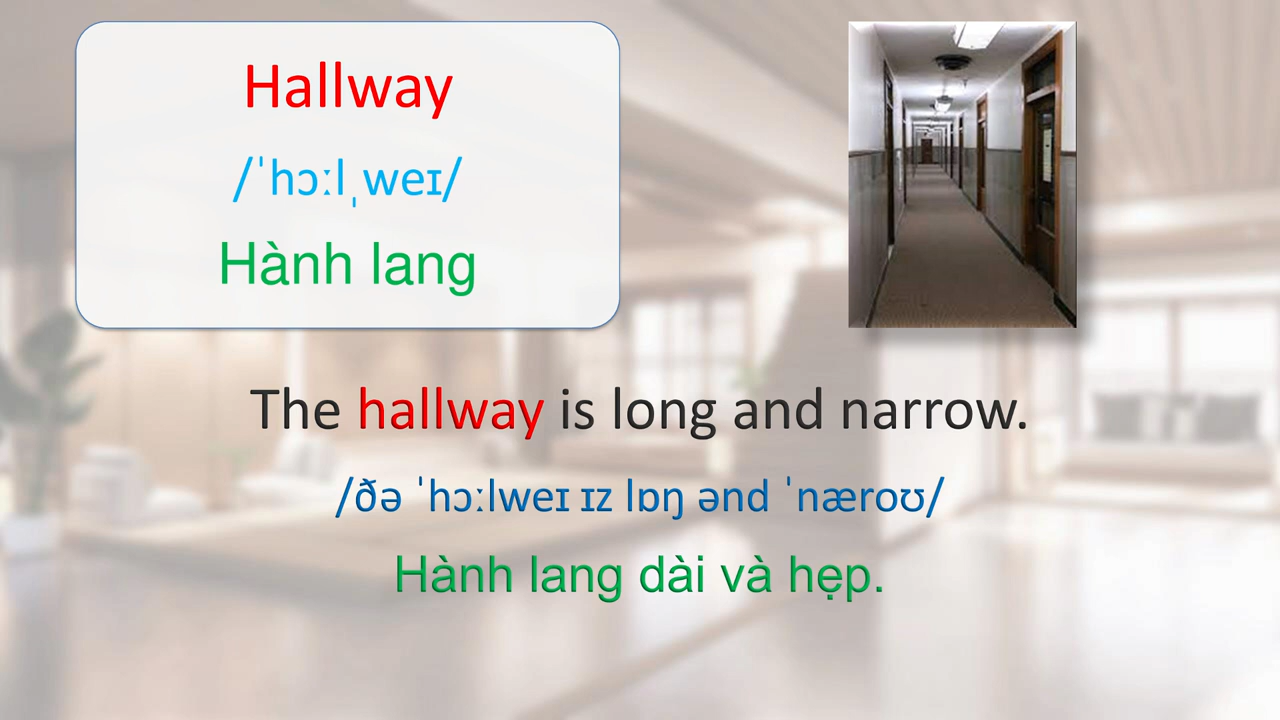 Hallway
/ˈhɔːlˌweɪ/
Hành lang
The hallway is long and narrow.
/ðə ˈhɔːlweɪ ɪz lɒŋ ənd ˈnæroʊ/
Hành lang dài và hẹp.